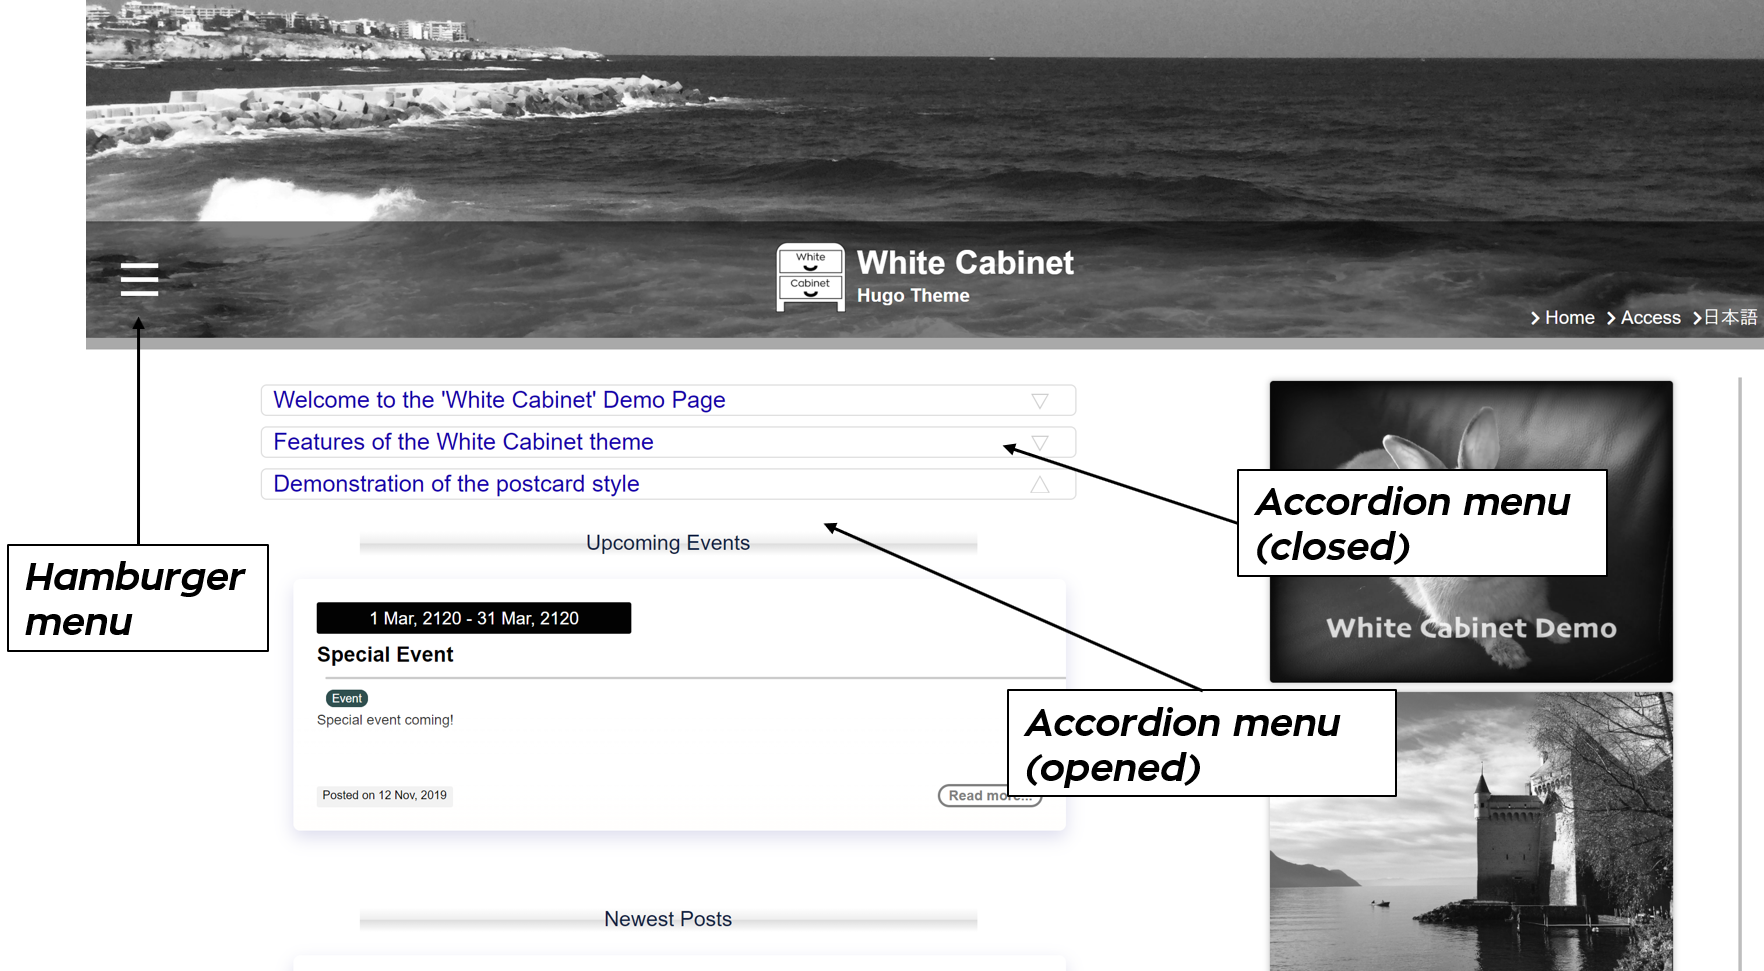 White
Cabinet
White Cabinet
Hugo Theme
Home
Access
日本語
Welcome to the 'White Cabinet' Demo Page
Features of the White Cabinet theme
Demonstration of the postcard style
Accordion menu
(closed)
Upcoming Events
Hamburger
menu
1 Mar, 2120 - 31 Mar, 2120
Special Event
Event
Special event coming!
White Cabinet Demo
Accordion menu
(opened)
Posted on 12 Nov, 2019
Read more...
Newest Posts